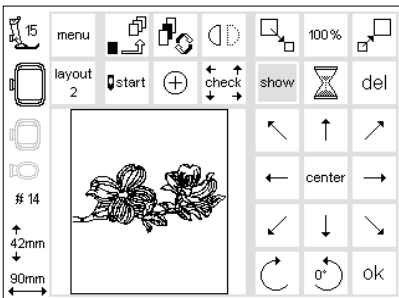 15
menu
100%
layout
2
start
check
show
del
center
# 14
42mm
90mm
0°
ok